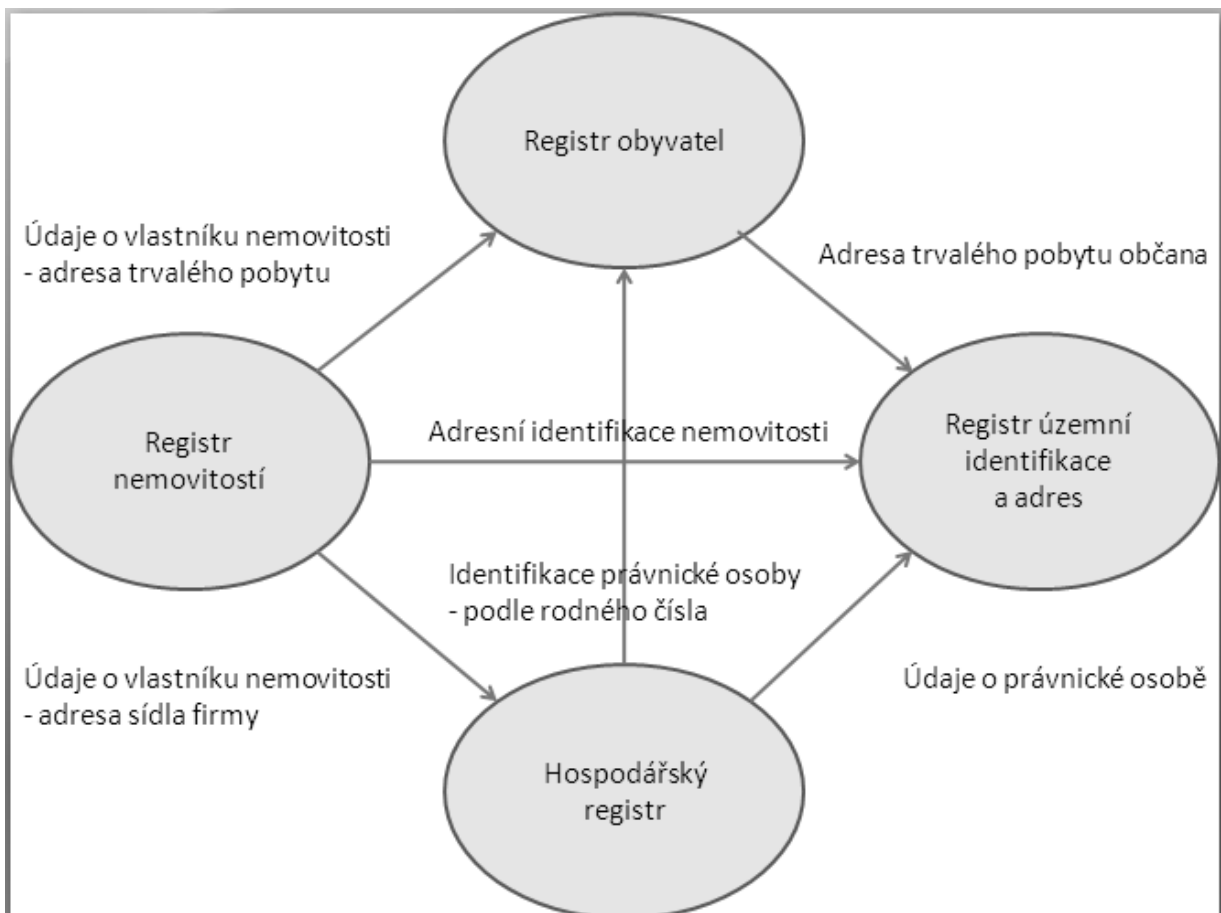 Registr obyvatel
Údaje o vlastníku nemovitosti
- adresa trvalého pobytu
Adresa trvalého pobytu občana
Registr
nemovitostí
Adresní identifikace nemovitosti
Registr územní
identifikace
a adres
Identifikace právnické osoby
- podle rodného čísla
Údaje o vlastníku nemovitosti
- adresa sídla firmy
Údaje o právnické osobě
Hospodářský
registr